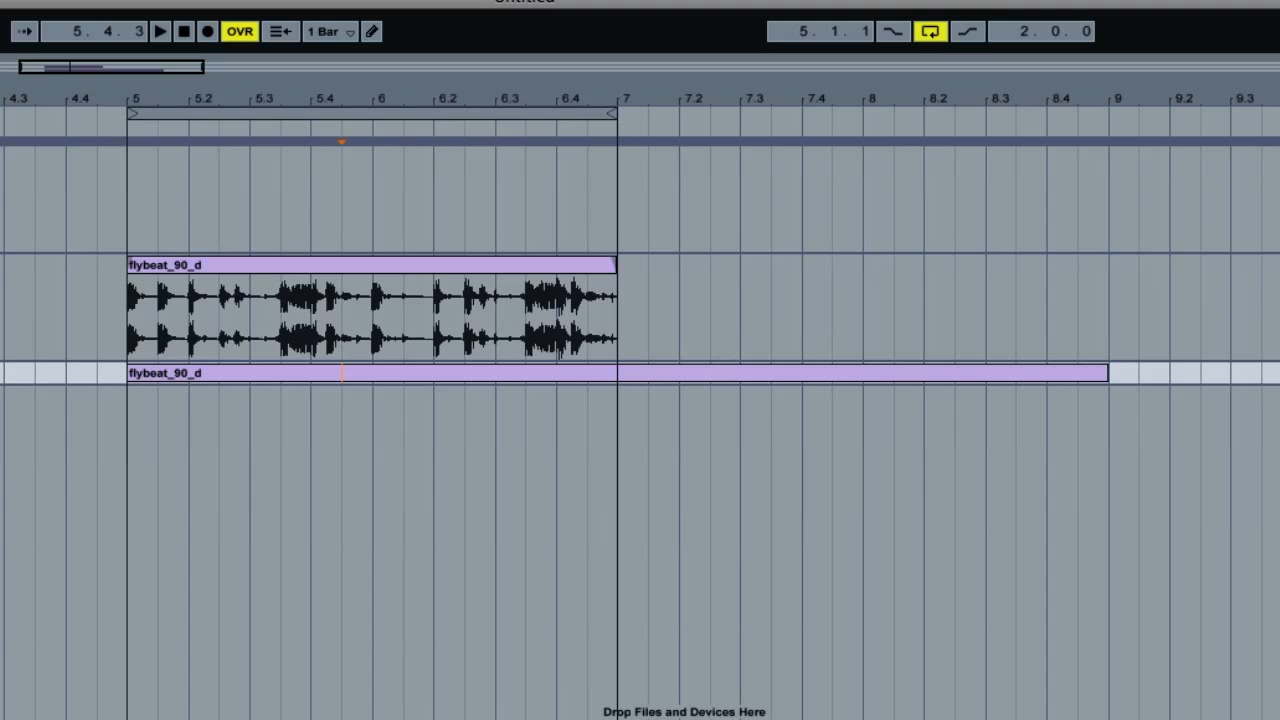 Untitled
5. 4. 3 OVR 1 Bar 5. 1. 1 2. 0. 0
4.3 4.4 5 5.2 5.3 5.4 6 6.2 6.3 6.4 7 7.2 7.3 7.4 8 8.2 8.3 8.4 9 9.2 9.3
flybeat_90_d
flybeat_90_d
Drop Files and Devices Here